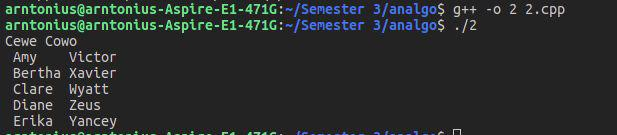 arntonius@arntonius-Aspire-E1-471G:~/Semester 3/analgo$ g++ -o 2 2.cpp
arntonius@arntonius-Aspire-E1-471G:~/Semester 3/analgo$ ./2
Cewe Cowo
Amy Victor
Bertha Xavier
Clare Wyatt
Diane Zeus
Erika Yancey
arntonius@arntonius-Aspire-E1-471G:~/Semester 3/analgo$